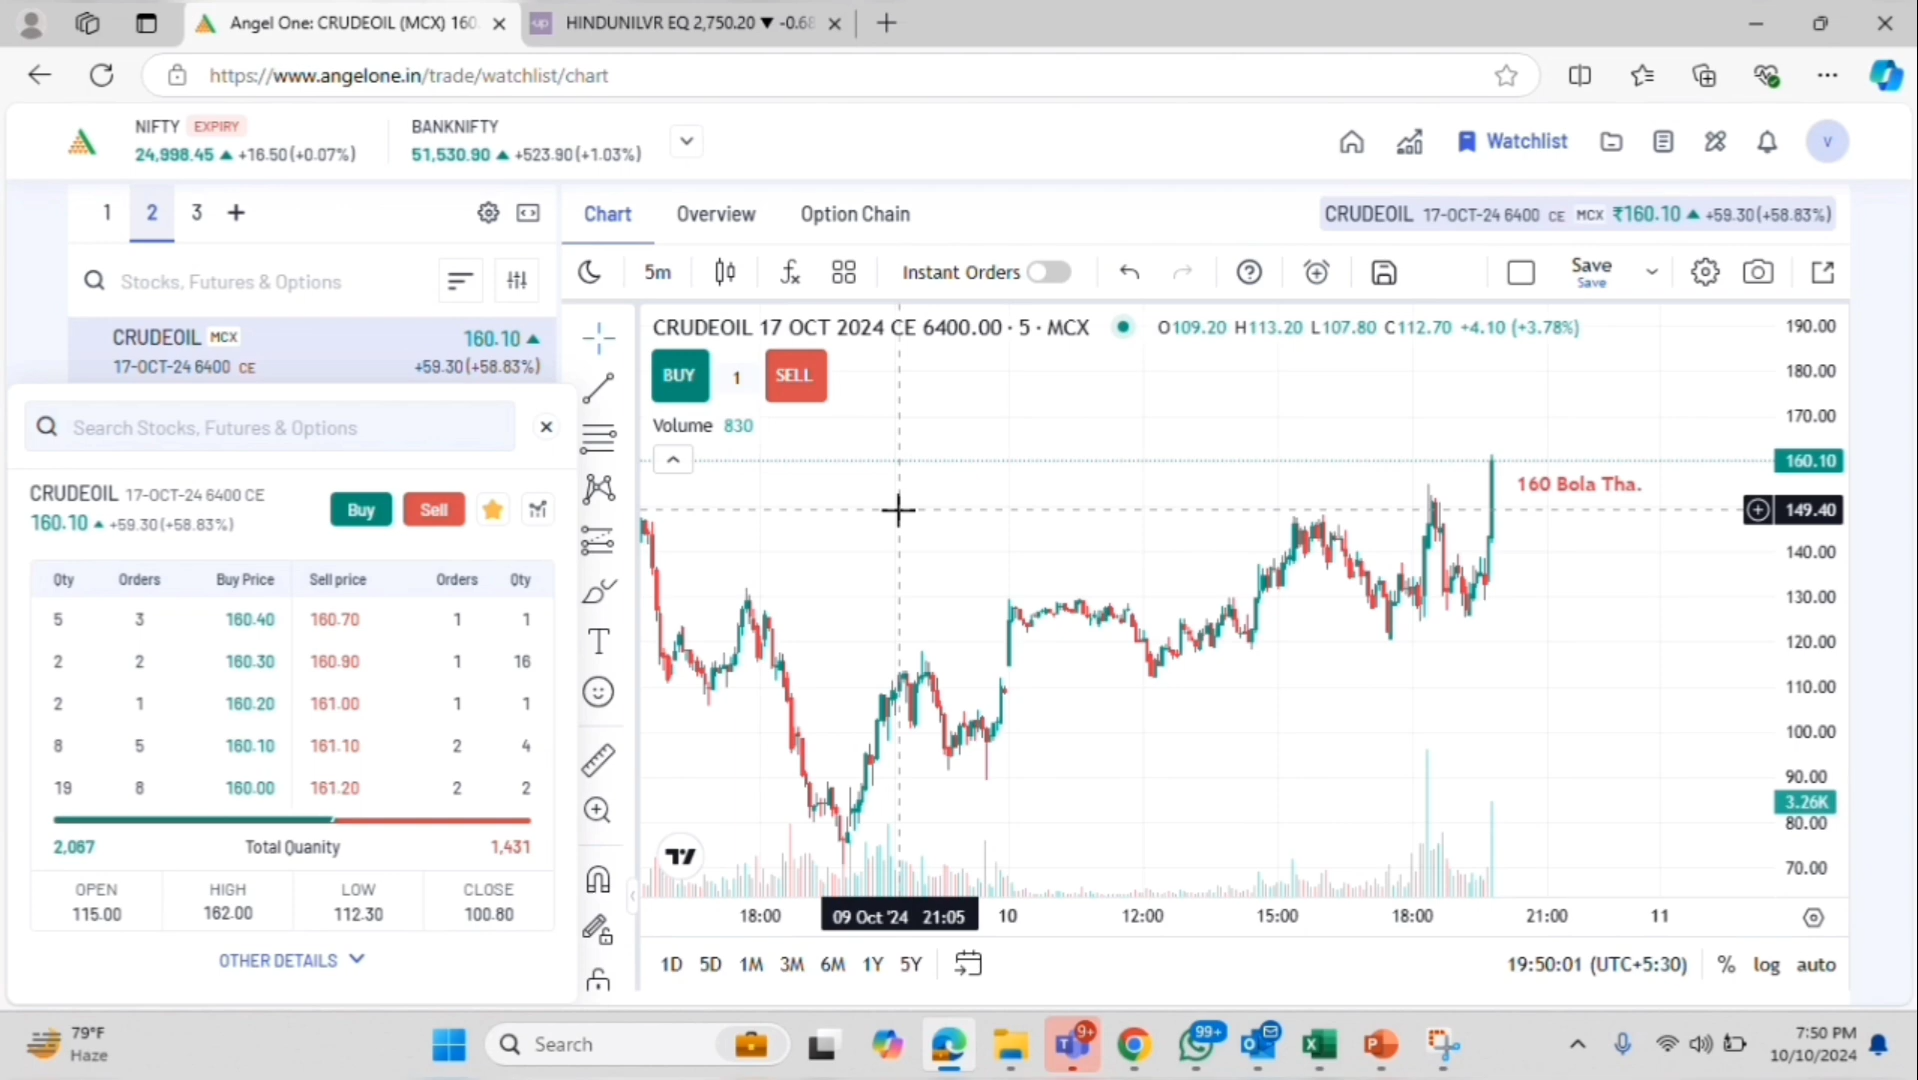 Angel One: CRUDEOIL (MCX) 160.
HINDUNILVR EQ 2,750.20 ▼ -0.68
https://www.angelone.in/trade/watchlist/chart
NIFTY EXPIRY
24,998.45 ▲ +16.50(+0.07%)
BANKNIFTY
51,530.90 ▲ +523.90(+1.03%)
Watchlist
V
1 2 3 +
Stocks, Futures & Options
CRUDEOIL MCX 160.10 ▲
17-OCT-24 6400 CE +59.30(+58.83%)
Search Stocks, Futures & Options
CRUDEOIL 17-OCT-24 6400 CE
160.10 ▲ +59.30(+58.83%)
Buy Sell
Qty Orders Buy Price Sell price Orders Qty
5 3 160.40 160.70 1 1
2 2 160.30 160.90 1 16
2 1 160.20 161.00 1 1
8 5 160.10 161.10 2 4
19 8 160.00 161.20 2 2
2,067 Total Quanity 1,431
OPEN HIGH LOW CLOSE
115.00 162.00 112.30 100.80
OTHER DETAILS
Chart Overview Option Chain
CRUDEOIL 17-OCT-24 6400 CE MCX ₹160.10 ▲ +59.30(+58.83%)
5m Instant Orders Save
Save
CRUDEOIL 17 OCT 2024 CE 6400.00 · 5 · MCX O109.20 H113.20 L107.80 C112.70 +4.10 (+3.78%)
BUY 1 SELL
Volume 830
160 Bola Tha.
190.00
180.00
170.00
160.10
149.40
140.00
130.00
120.00
110.00
100.00
90.00
3.26K
80.00
70.00
18:00 09 Oct '24 21:05 10 12:00 15:00 18:00 21:00 11
1D 5D 1M 3M 6M 1Y 5Y
19:50:01 (UTC+5:30) % log auto
79°F
Haze
Search
9+
99+
7:50 PM
10/10/2024